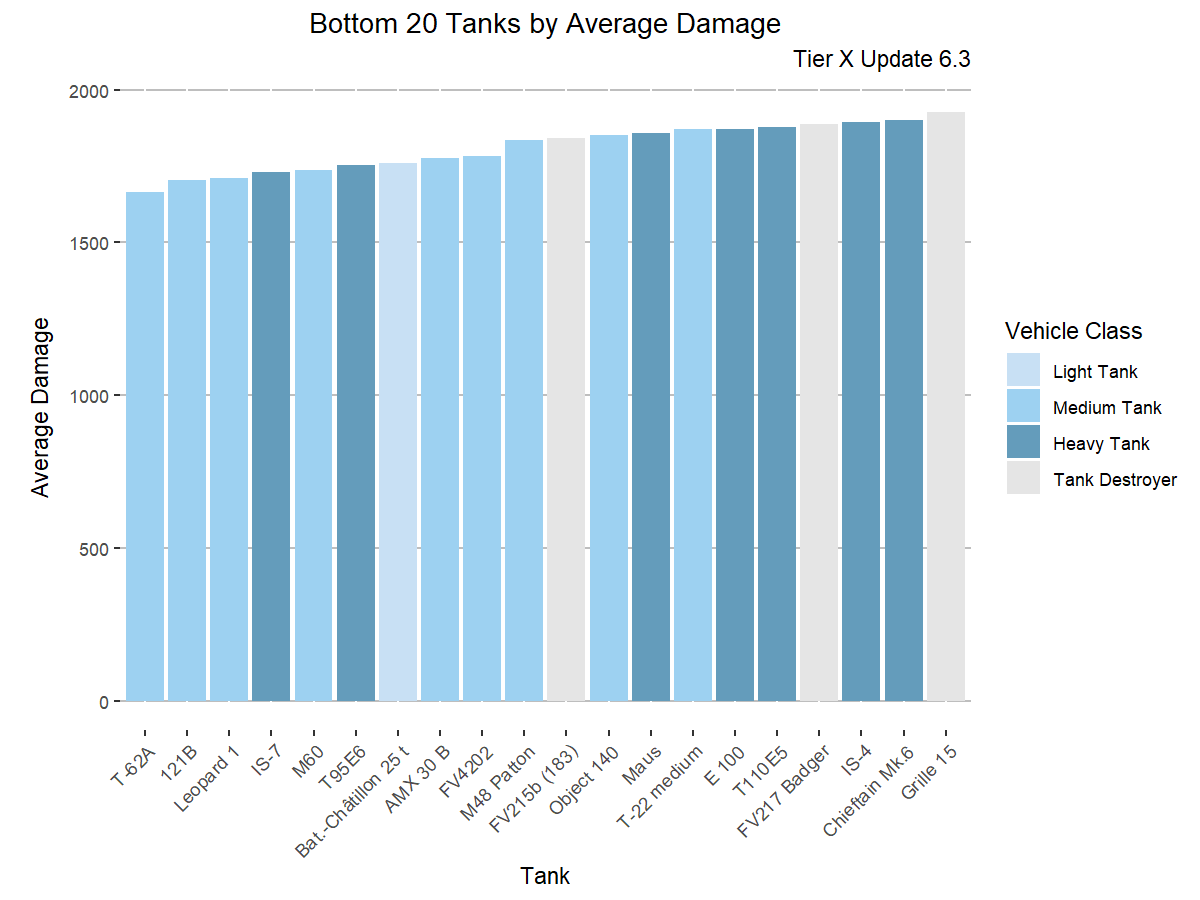 Bottom 20 Tanks by Average Damage
Tier X Update 6.3
Average Damage
2000
1500
1000
500
0
T-62A
121B
Leopard 1
IS-7
M60
T95E6
Bat.-Châtillon 25 t
AMX 30 B
FV4202
M48 Patton
FV215b (183)
Object 140
Maus
T-22 medium
E 100
T110E5
FV217 Badger
IS-4
Chieftain Mk.6
Grille 15
Tank
Vehicle Class
Light Tank
Medium Tank
Heavy Tank
Tank Destroyer